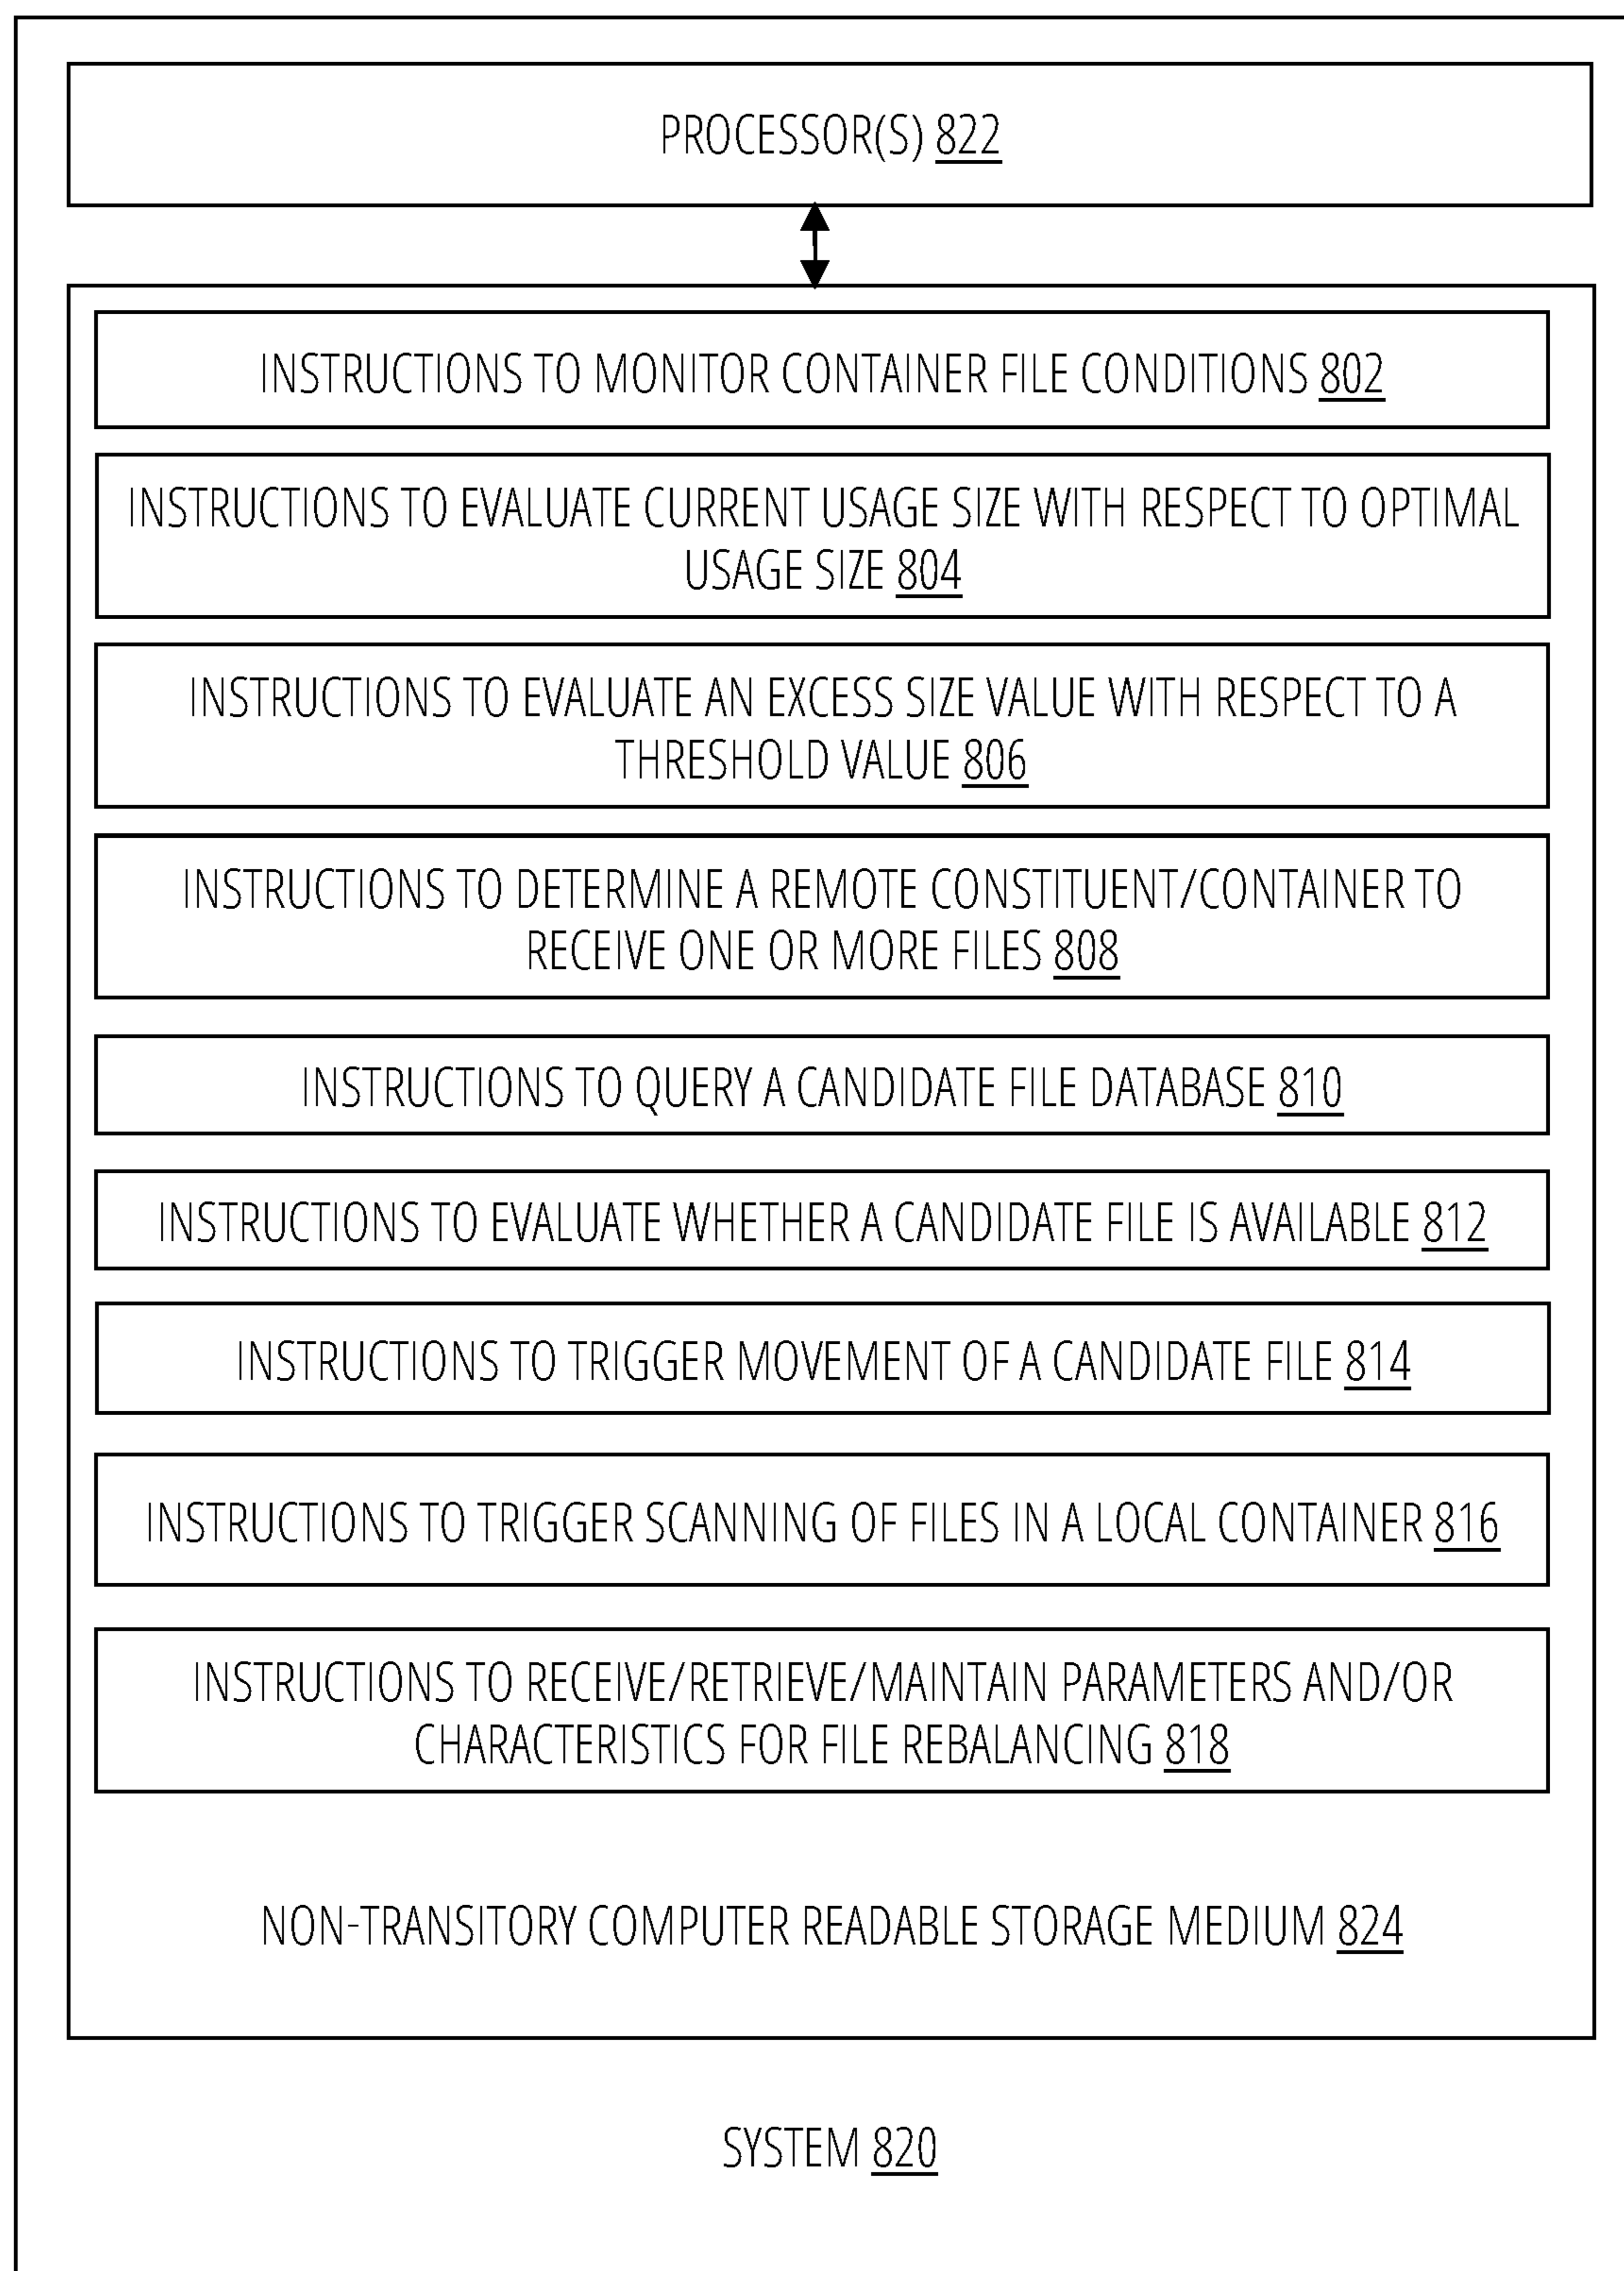 PROCESSOR(S) 822
INSTRUCTIONS TO MONITOR CONTAINER FILE CONDITIONS 802
INSTRUCTIONS TO EVALUATE CURRENT USAGE SIZE WITH RESPECT TO OPTIMAL
USAGE SIZE 804
INSTRUCTIONS TO EVALUATE AN EXCESS SIZE VALUE WITH RESPECT TO A
THRESHOLD VALUE 806
INSTRUCTIONS TO DETERMINE A REMOTE CONSTITUENT/CONTAINER TO
RECEIVE ONE OR MORE FILES 808
INSTRUCTIONS TO QUERY A CANDIDATE FILE DATABASE 810
INSTRUCTIONS TO EVALUATE WHETHER A CANDIDATE FILE IS AVAILABLE 812
INSTRUCTIONS TO TRIGGER MOVEMENT OF A CANDIDATE FILE 814
INSTRUCTIONS TO TRIGGER SCANNING OF FILES IN A LOCAL CONTAINER 816
INSTRUCTIONS TO RECEIVE/RETRIEVE/MAINTAIN PARAMETERS AND/OR
CHARACTERISTICS FOR FILE REBALANCING 818
NON-TRANSITORY COMPUTER READABLE STORAGE MEDIUM 824
SYSTEM 820